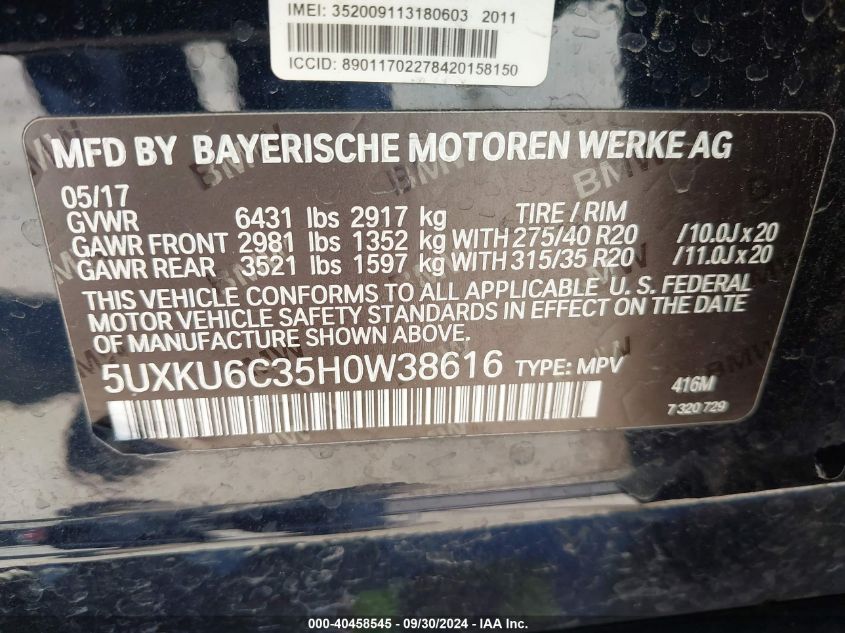 IMEI: 352009113180603 2011
ICCID: 89011702278420158150
MFD BY BAYERISCHE MOTOREN WERKE AG
05/17
GVWR 6431 lbs 2917 kg TIRE / RIM
GAWR FRONT 2981 lbs 1352 kg WITH 275/40 R20 /10.0J x 20
GAWR REAR 3521 lbs 1597 kg WITH 315/35 R20 /11.0J x 20
THIS VEHICLE CONFORMS TO ALL APPLICABLE U. S. FEDERAL
MOTOR VEHICLE SAFETY STANDARDS IN EFFECT ON THE DATE
OF MANUFACTURE SHOWN ABOVE.
5UXKU6C35H0W38616 TYPE: MPV
416M
7 320 729
000-40458545 - 09/30/2024 - IAA Inc.